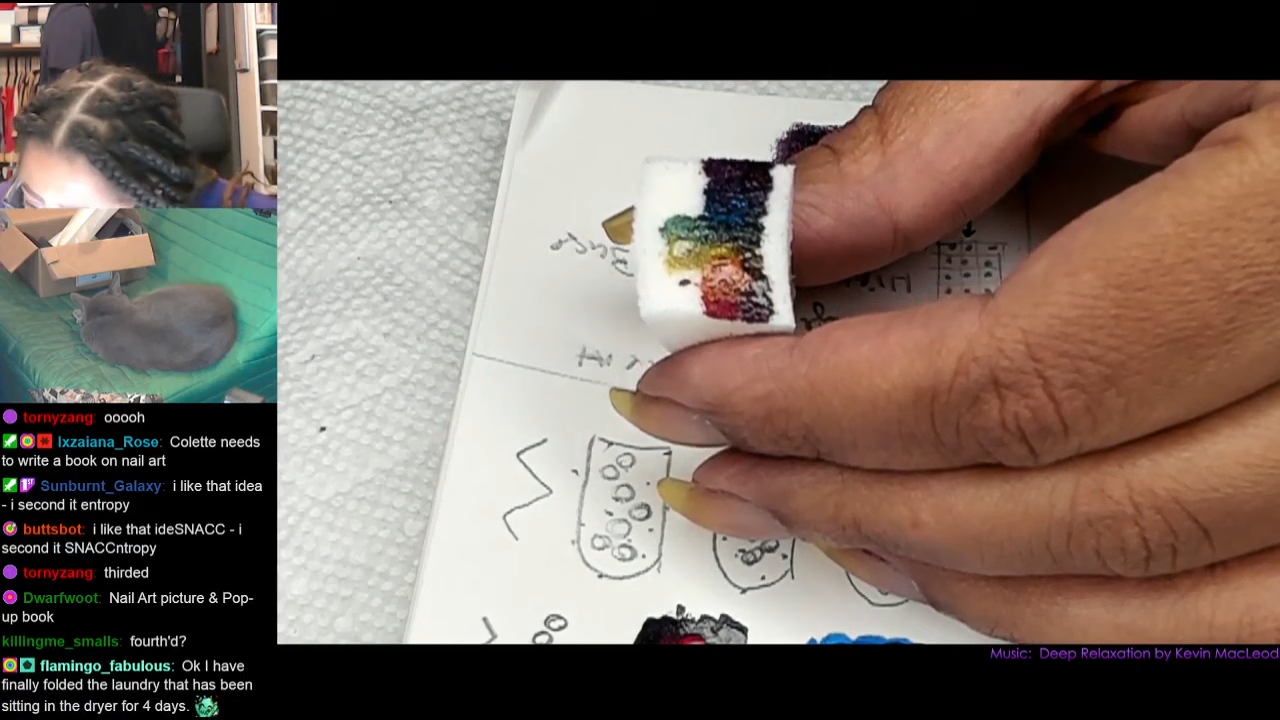 tornyzang: ooooh
Ixzaiana_Rose: Colette needs
to write a book on nail art
Sunburnt_Galaxy: i like that idea
- i second it entropy
buttsbot: i like that ideSNACC - i
second it SNACCntropy
tornyzang: thirded
Dwarfwoot: Nail Art picture & Pop-
up book
killingme_smalls: fourth'd?
flamingo_fabulous: Ok I have
finally folded the laundry that has been
sitting in the dryer for 4 days.
Music: Deep Relaxation by Kevin MacLeod